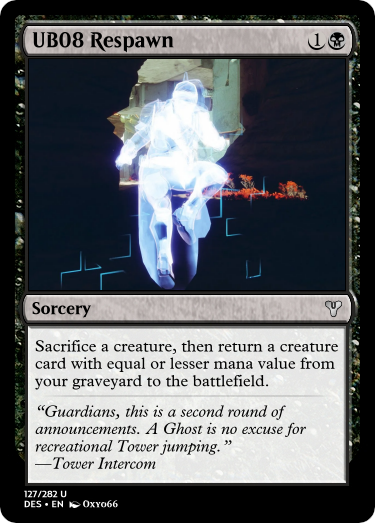 UB08 Respawn
1
Sorcery
Sacrifice a creature, then return a creature
card with equal or lesser mana value from
your graveyard to the battlefield.
“Guardians, this is a second round of
announcements. A Ghost is no excuse for
recreational Tower jumping.”
—Tower Intercom
127/282 U
DES • EN Oxyo66